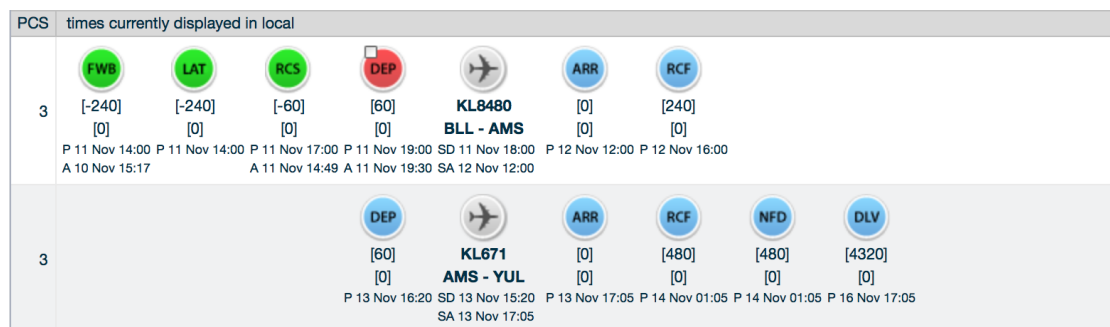 PCS times currently displayed in local
FWB LAT RCS DEP ARR RCF
3 [-240] [-240] [-60] [60] KL8480 [0] [240]
[0] [0] [0] [0] BLL - AMS [0] [0]
P 11 Nov 14:00 P 11 Nov 14:00 P 11 Nov 17:00 P 11 Nov 19:00 SD 11 Nov 18:00 P 12 Nov 12:00 P 12 Nov 16:00
A 10 Nov 15:17 A 11 Nov 14:49 A 11 Nov 19:30 SA 12 Nov 12:00
DEP ARR RCF NFD DLV
3 [60] KL671 [0] [480] [480] [4320]
[0] AMS - YUL [0] [0] [0] [0]
P 13 Nov 16:20 SD 13 Nov 15:20 P 13 Nov 17:05 P 14 Nov 01:05 P 14 Nov 01:05 P 16 Nov 17:05
SA 13 Nov 17:05